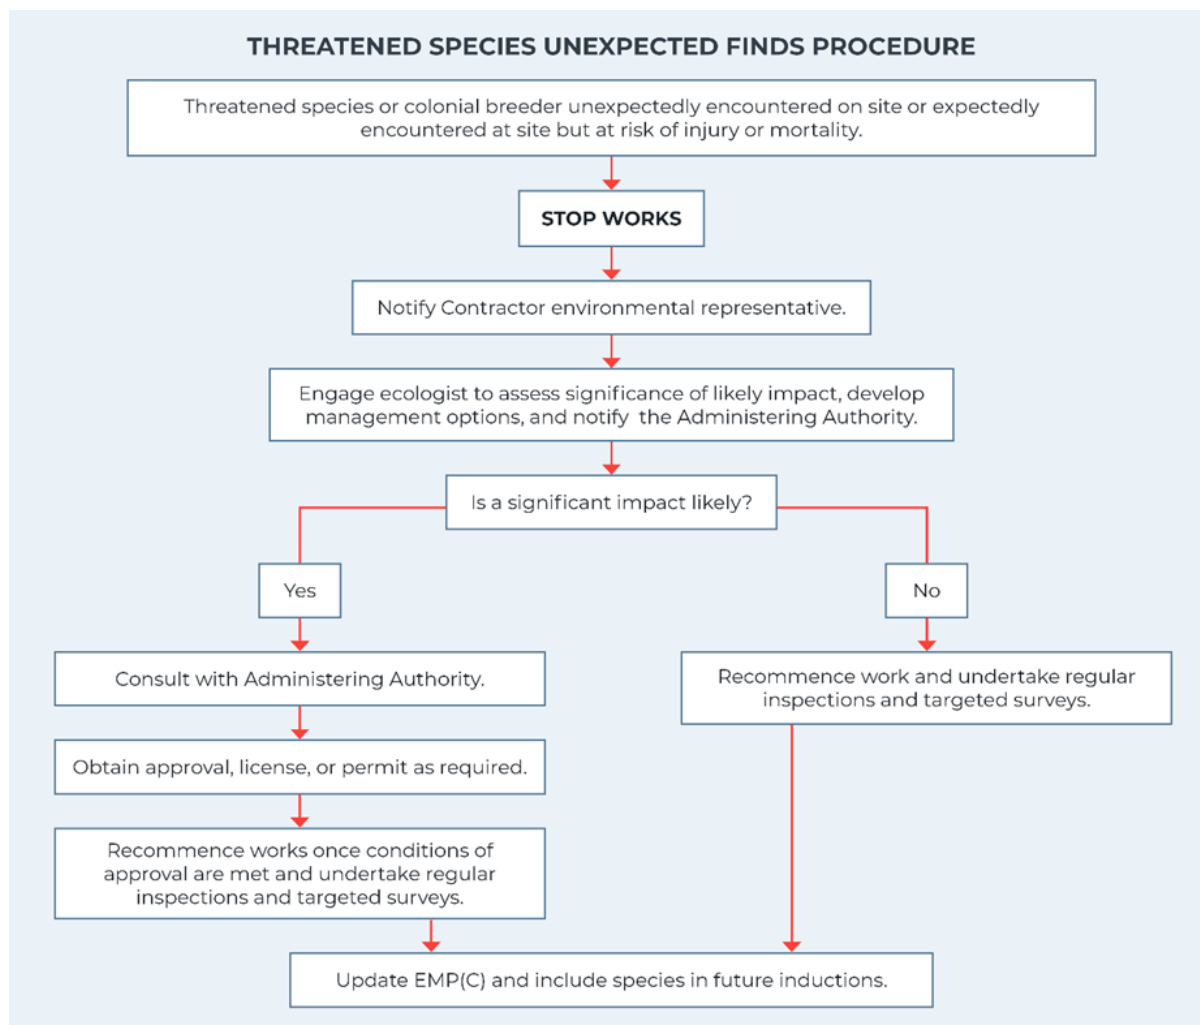 THREATENED SPECIES UNEXPECTED FINDS PROCEDURE
Threatened species or colonial breeder unexpectedly encountered on site or expectedly
encountered at site but at risk of injury or mortality.
STOP WORKS
Notify Contractor environmental representative.
Engage ecologist to assess significance of likely impact, develop
management options, and notify the Administering Authority.
Is a significant impact likely?
Yes
No
Consult with Administering Authority.
Recommence work and undertake regular
inspections and targeted surveys.
Obtain approval, license, or permit as required.
Recommence works once conditions of
approval are met and undertake regular
inspections and targeted surveys.
Update EMP(C) and include species in future inductions.